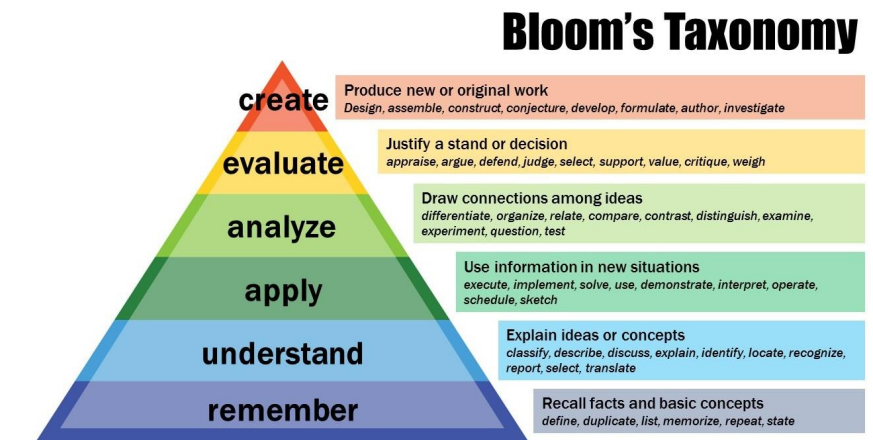 Bloom's Taxonomy
create
Produce new or original work
Design, assemble, construct, conjecture, develop, formulate, author, investigate
evaluate
Justify a stand or decision
appraise, argue, defend, judge, select, support, value, critique, weigh
analyze
Draw connections among ideas
differentiate, organize, relate, compare, contrast, distinguish, examine,
experiment, question, test
apply
Use information in new situations
execute, implement, solve, use, demonstrate, interpret, operate,
schedule, sketch
understand
Explain ideas or concepts
classify, describe, discuss, explain, identify, locate, recognize,
report, select, translate
remember
Recall facts and basic concepts
define, duplicate, list, memorize, repeat, state